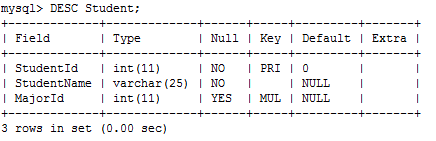 mysql> DESC Student;
+-------------+-------------+------+-----+---------+-------+
| Field       | Type        | Null | Key | Default | Extra |
+-------------+-------------+------+-----+---------+-------+
| StudentId   | int(11)     | NO   | PRI | 0       |       |
| StudentName | varchar(25) | NO   |     | NULL    |       |
| MajorId     | int(11)     | YES  | MUL | NULL    |       |
+-------------+-------------+------+-----+---------+-------+
3 rows in set (0.00 sec)